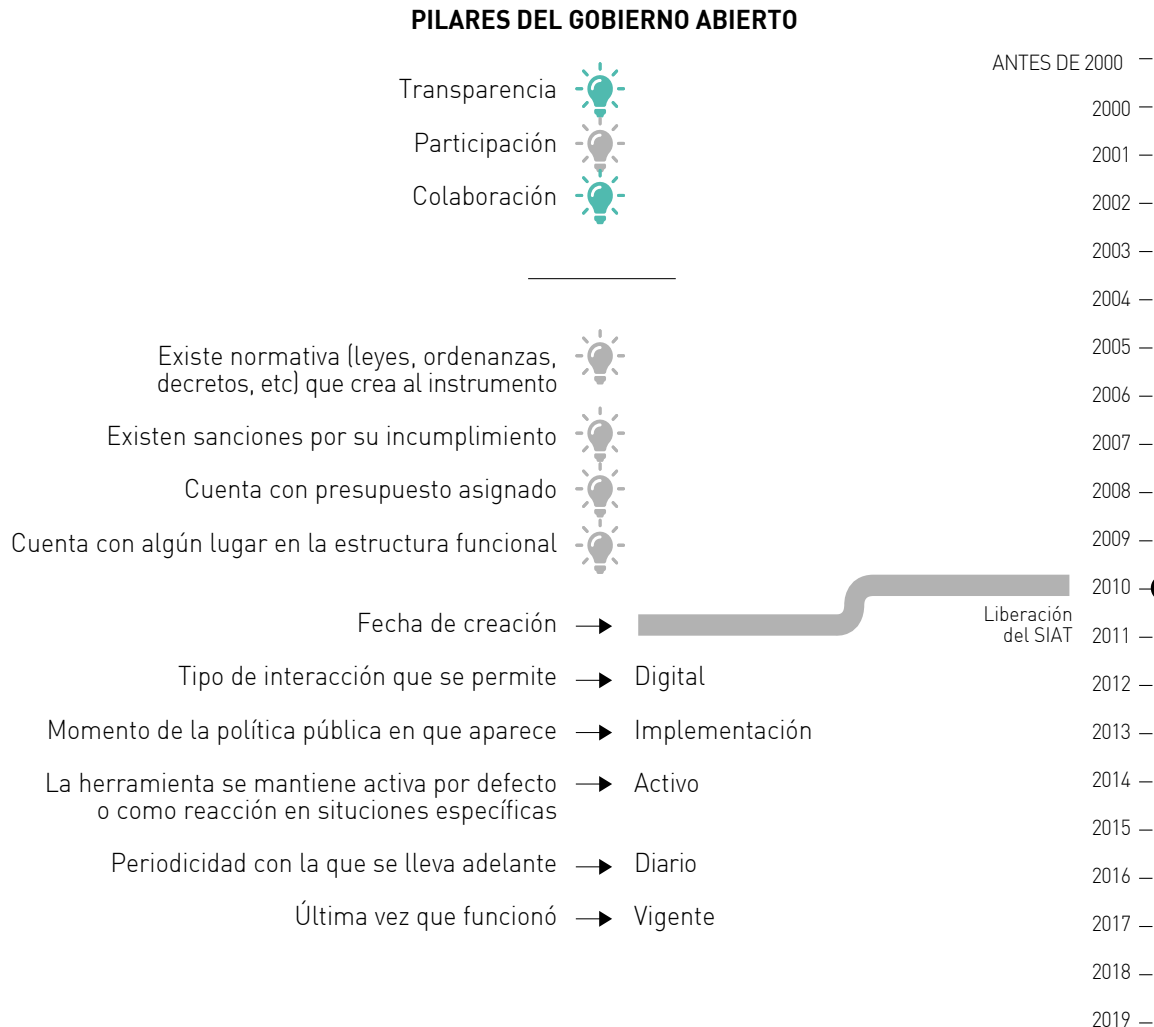 PILARES DEL GOBIERNO ABIERTO
Transparencia
Participación
Colaboración
Existe normativa (leyes, ordenanzas,
decretos, etc) que crea al instrumento
Existen sanciones por su incumplimiento
Cuenta con presupuesto asignado
Cuenta con algún lugar en la estructura funcional
Fecha de creación
Tipo de interacción que se permite Digital
Momento de la política pública en que aparece Implementación
La herramienta se mantiene activa por defecto Activo
o como reacción en situciones específicas
Periodicidad con la que se lleva adelante Diario
Última vez que funcionó Vigente
ANTES DE 2000
2000
2001
2002
2003
2004
2005
2006
2007
2008
2009
2010
Liberación
del SIAT
2011
2012
2013
2014
2015
2016
2017
2018
2019